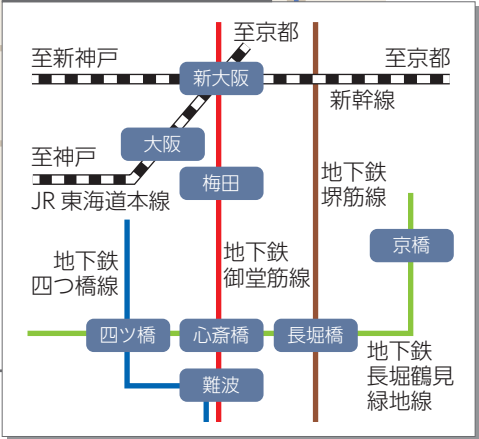 至京都
至新神戸
新大阪
至京都
新幹線
大阪
至神戸
JR東海道本線
梅田
地下鉄
堺筋線
京橋
地下鉄
四つ橋線
地下鉄
御堂筋線
四ツ橋
心斎橋
長堀橋
地下鉄
長堀鶴見
緑地線
難波